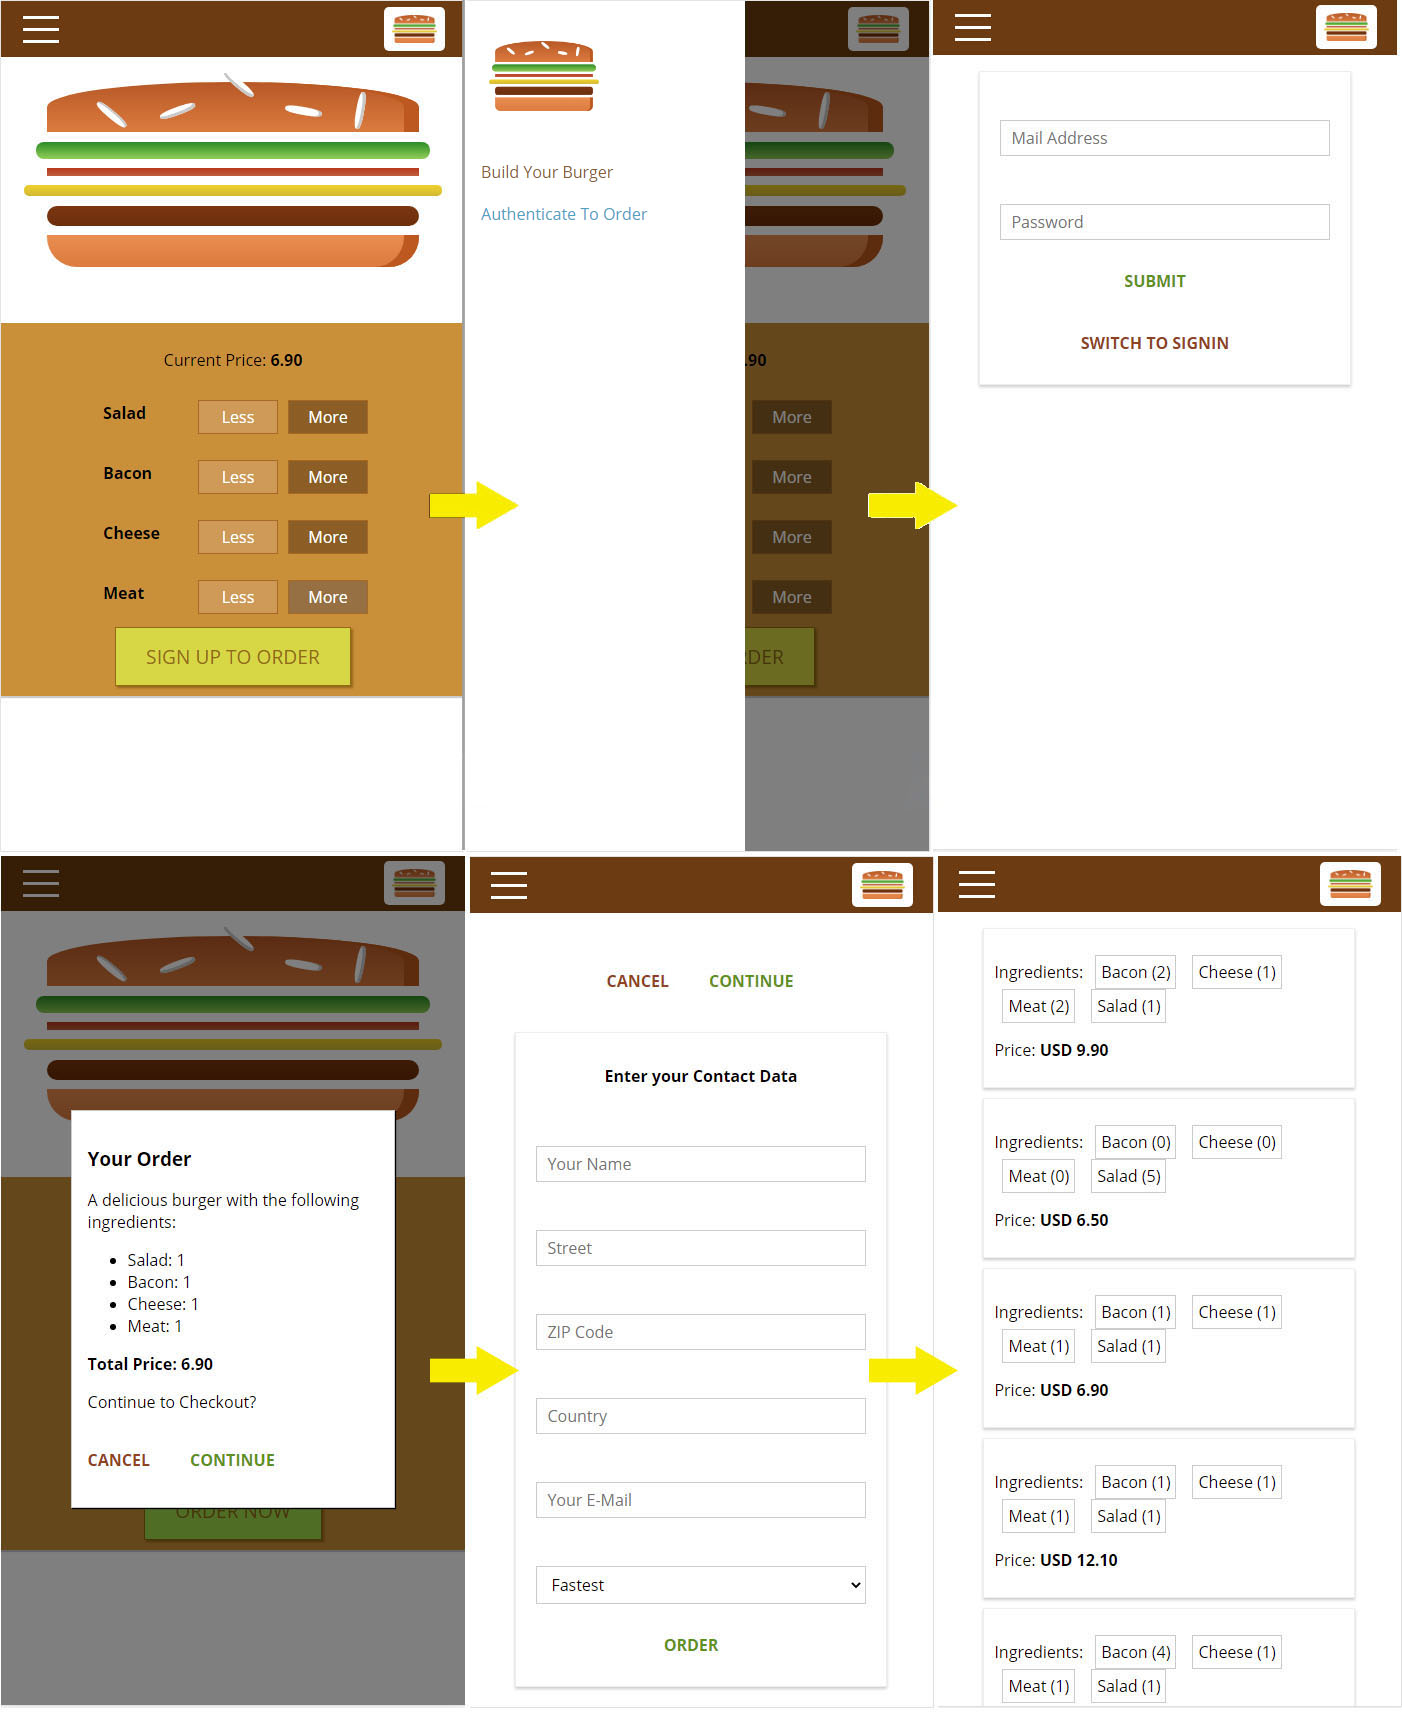 Current Price: 6.90
Salad Less More
Bacon Less More
Cheese Less More
Meat Less More
SIGN UP TO ORDER
Build Your Burger
Authenticate To Order
.90
More
More
More
More
RDER
Mail Address
Password
SUBMIT
SWITCH TO SIGNIN
Your Order
A delicious burger with the following
ingredients:
Salad: 1
Bacon: 1
Cheese: 1
Meat: 1
Total Price: 6.90
Continue to Checkout?
CANCEL CONTINUE
ORDER NOW
CANCEL CONTINUE
Enter your Contact Data
Your Name
Street
ZIP Code
Country
Your E-Mail
Fastest
ORDER
Ingredients: Bacon (2) Cheese (1)
Meat (2) Salad (1)
Price: USD 9.90
Ingredients: Bacon (0) Cheese (0)
Meat (0) Salad (5)
Price: USD 6.50
Ingredients: Bacon (1) Cheese (1)
Meat (1) Salad (1)
Price: USD 6.90
Ingredients: Bacon (1) Cheese (1)
Meat (1) Salad (1)
Price: USD 12.10
Ingredients: Bacon (4) Cheese (1)
Meat (1) Salad (1)